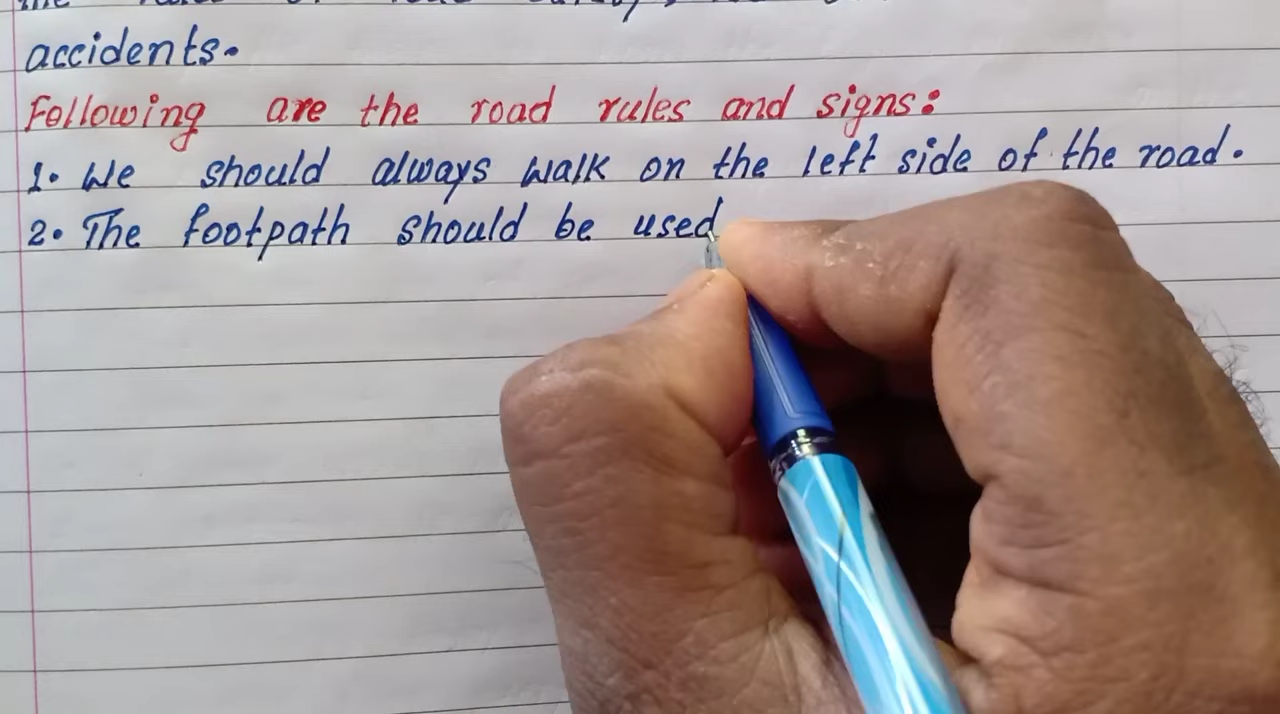 accidents.
Following are the road rules and signs:
1. We should always walk on the left side of the road.
2. The footpath should be used